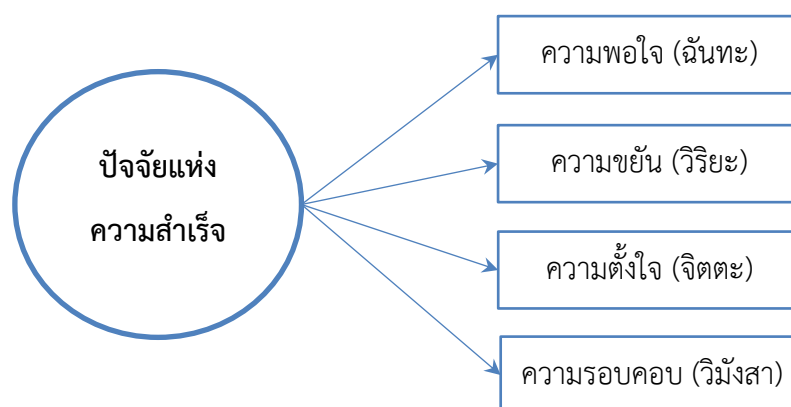 ปัจจัยแห่ง
ความสำเร็จ
ความพอใจ (ฉันทะ)
ความขยัน (วิริยะ)
ความตั้งใจ (จิตตะ)
ความรอบคอบ (วิมังสา)